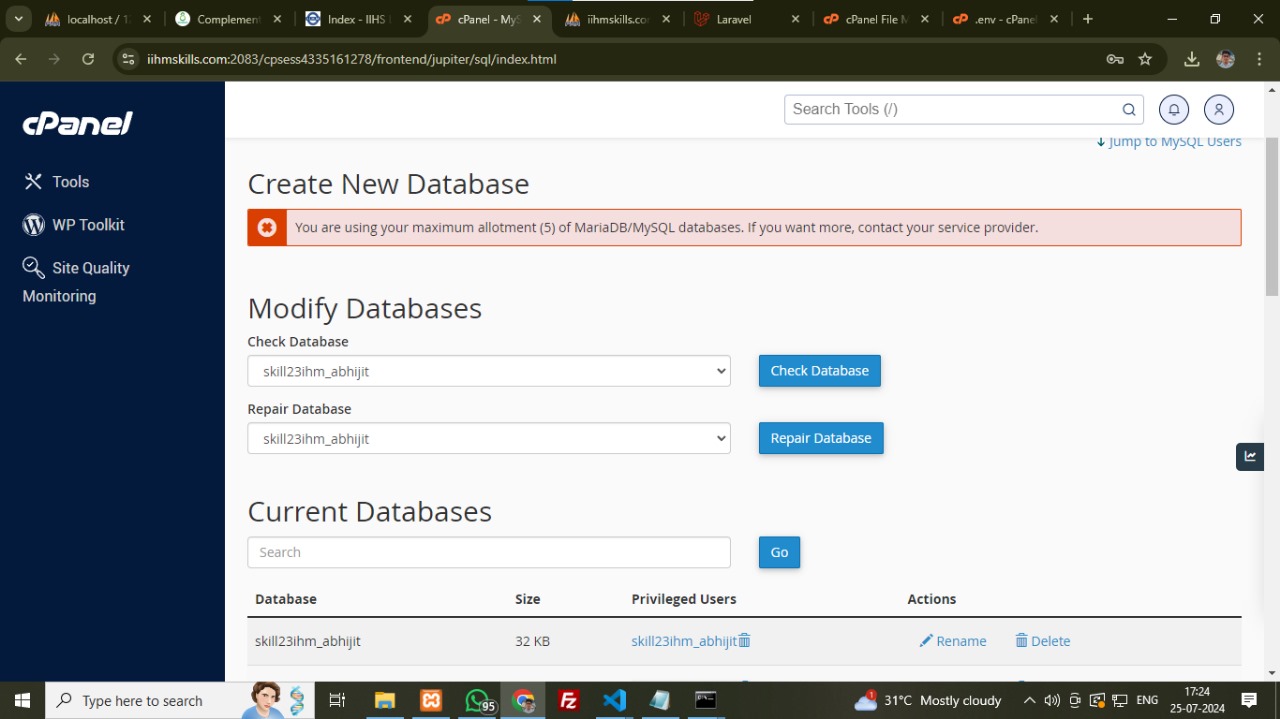 localhost / 12
Complement
Index - IIHS
cPanel - MyS
iihmskills.co
Laravel
cPanel File M
.env - cPanel
iihmskills.com:2083/cpsess4335161278/frontend/jupiter/sql/index.html
cPanel
Tools
WP Toolkit
Site Quality
Monitoring
Search Tools (/)
Jump to MySQL Users
Create New Database
You are using your maximum allotment (5) of MariaDB/MySQL databases. If you want more, contact your service provider.
Modify Databases
Check Database
skill23ihm_abhijit
Check Database
Repair Database
skill23ihm_abhijit
Repair Database
Current Databases
Search
Go
Database Size Privileged Users Actions
skill23ihm_abhijit 32 KB skill23ihm_abhijit Rename Delete
Type here to search
95
1
31°C Mostly cloudy
ENG
17:24
25-07-2024